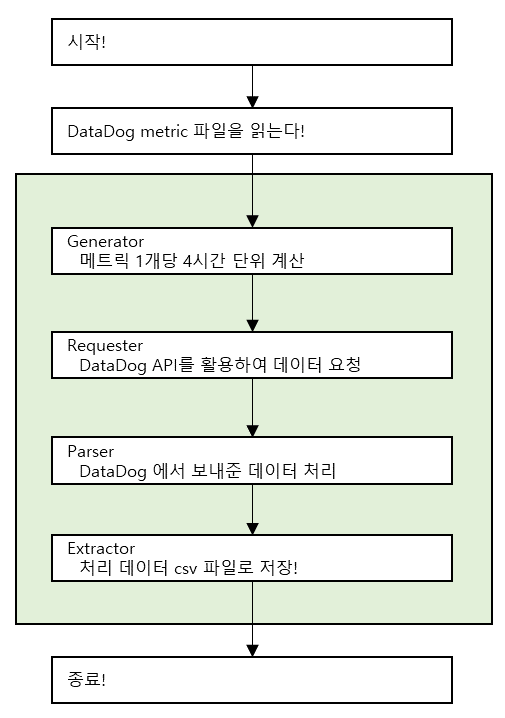 시작!
DataDog metric 파일을 읽는다!
Generator
메트릭 1개당 4시간 단위 계산
Requester
DataDog API를 활용하여 데이터 요청
Parser
DataDog 에서 보내준 데이터 처리
Extractor
처리 데이터 csv 파일로 저장!
종료!